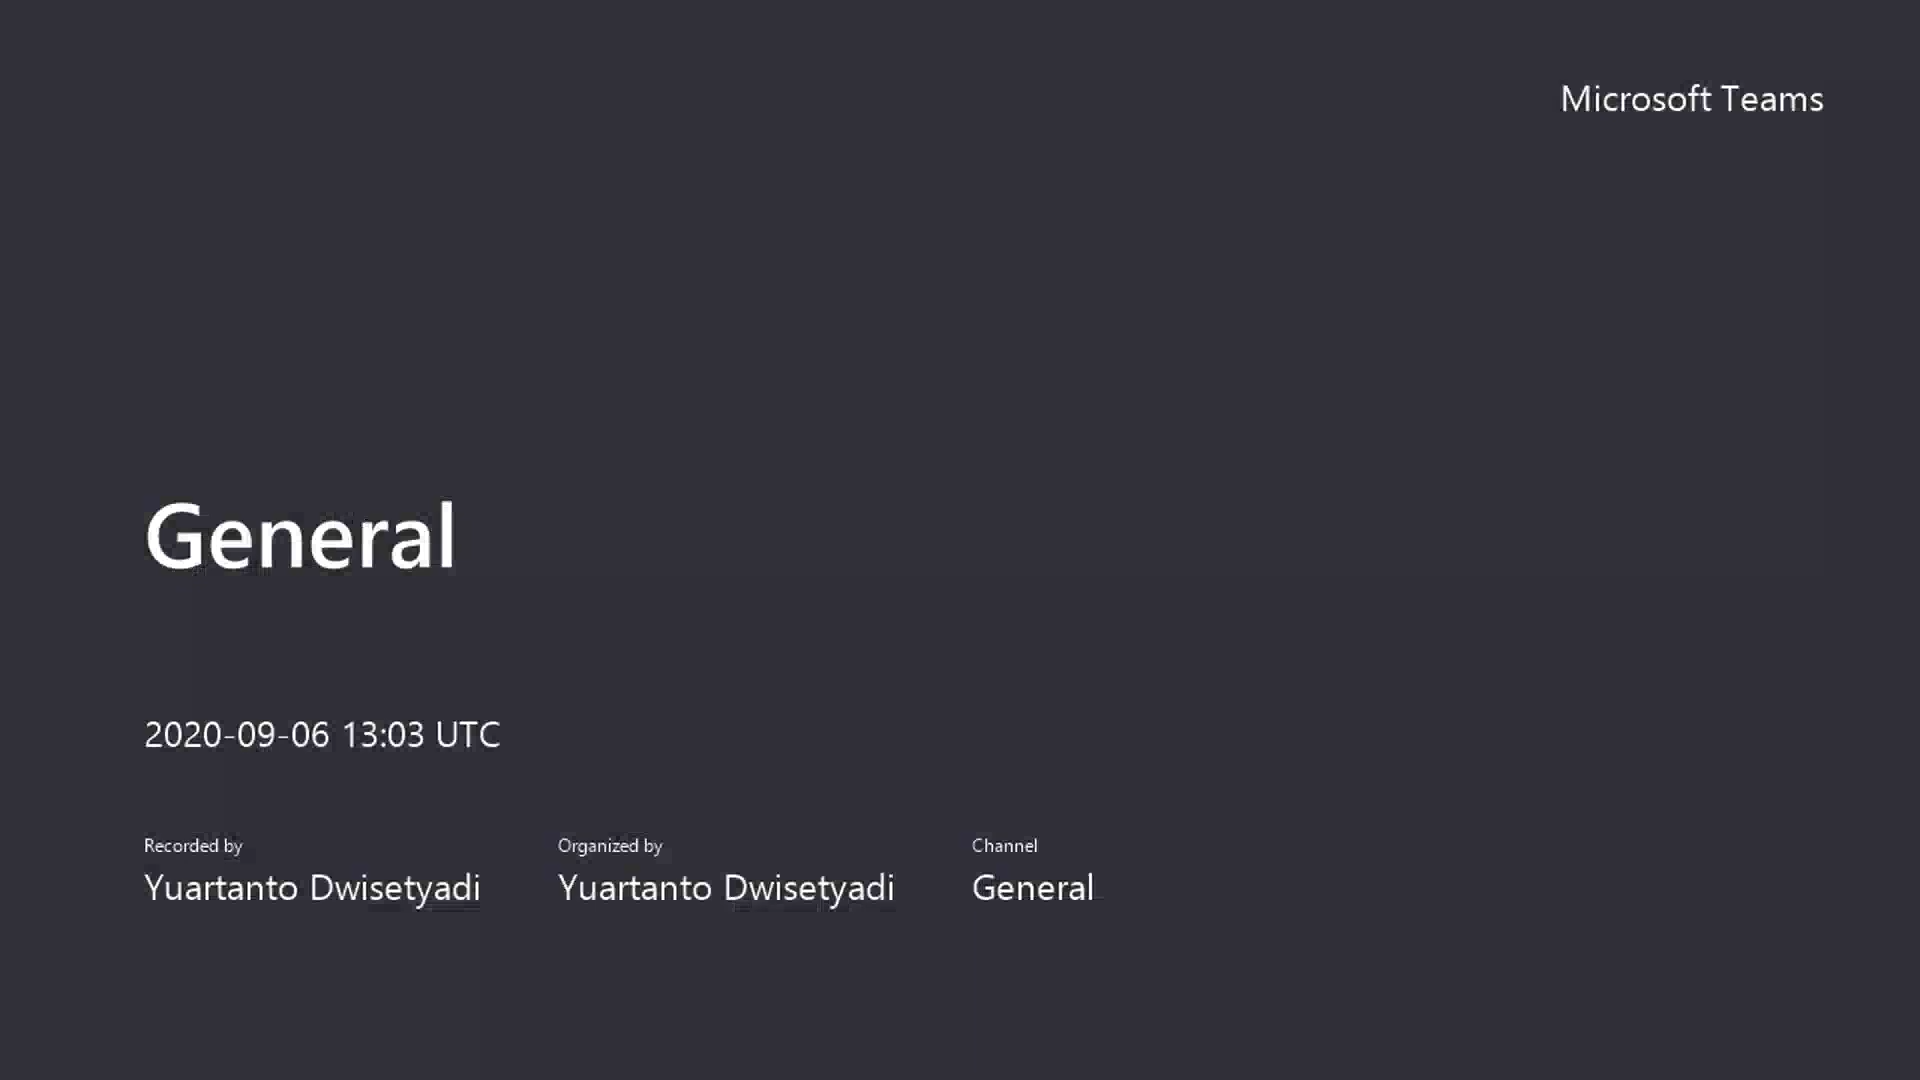 Microsoft Teams
General
2020-09-06 13:03 UTC
Recorded by
Yuartanto Dwisetyadi
Organized by
Yuartanto Dwisetyadi
Channel
General